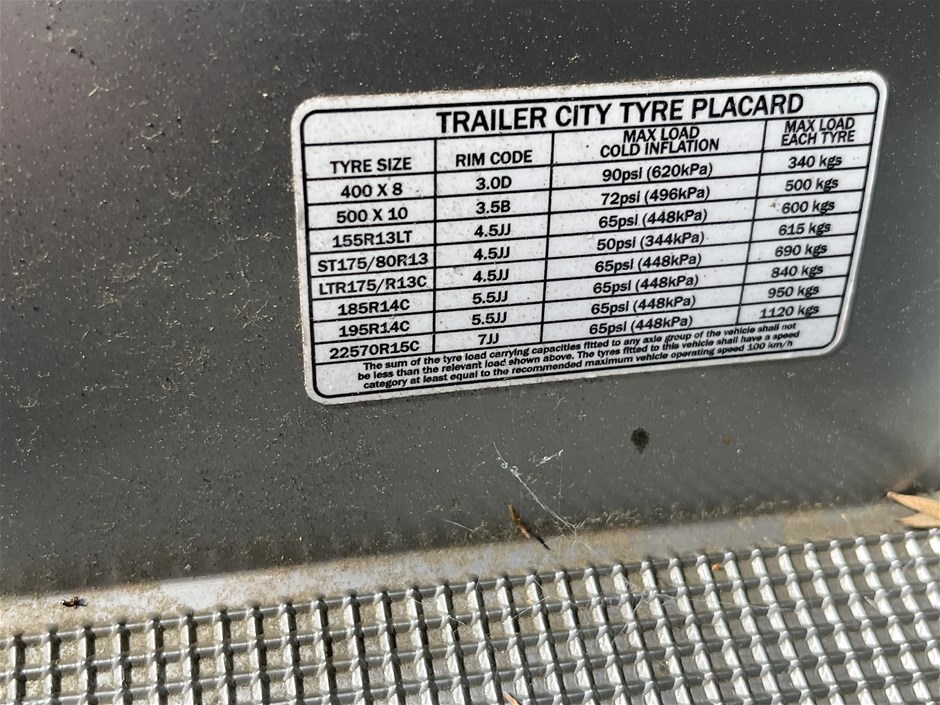 TRAILER CITY TYRE PLACARD
TYRE SIZE RIM CODE MAX LOAD COLD INFLATION MAX LOAD EACH TYRE
400 X 8 3.0D 90psi (620kPa) 340 kgs
500 X 10 3.5B 72psi (496kPa) 500 kgs
155R13LT 4.5JJ 65psi (448kPa) 600 kgs
ST175/80R13 4.5JJ 50psi (344kPa) 615 kgs
LTR175/R13C 4.5JJ 65psi (448kPa) 690 kgs
185R14C 5.5JJ 65psi (448kPa) 840 kgs
195R14C 5.5JJ 65psi (448kPa) 950 kgs
22570R15C 7JJ 65psi (448kPa) 1120 kgs
The sum of the tyre load carrying capacities fitted to any axle group of the vehicle shall not
be less than the relevant load shown above. The tyres fitted to this vehicle shall have a speed
category at least equal to the recommended maximum vehicle operating speed 100 km/h